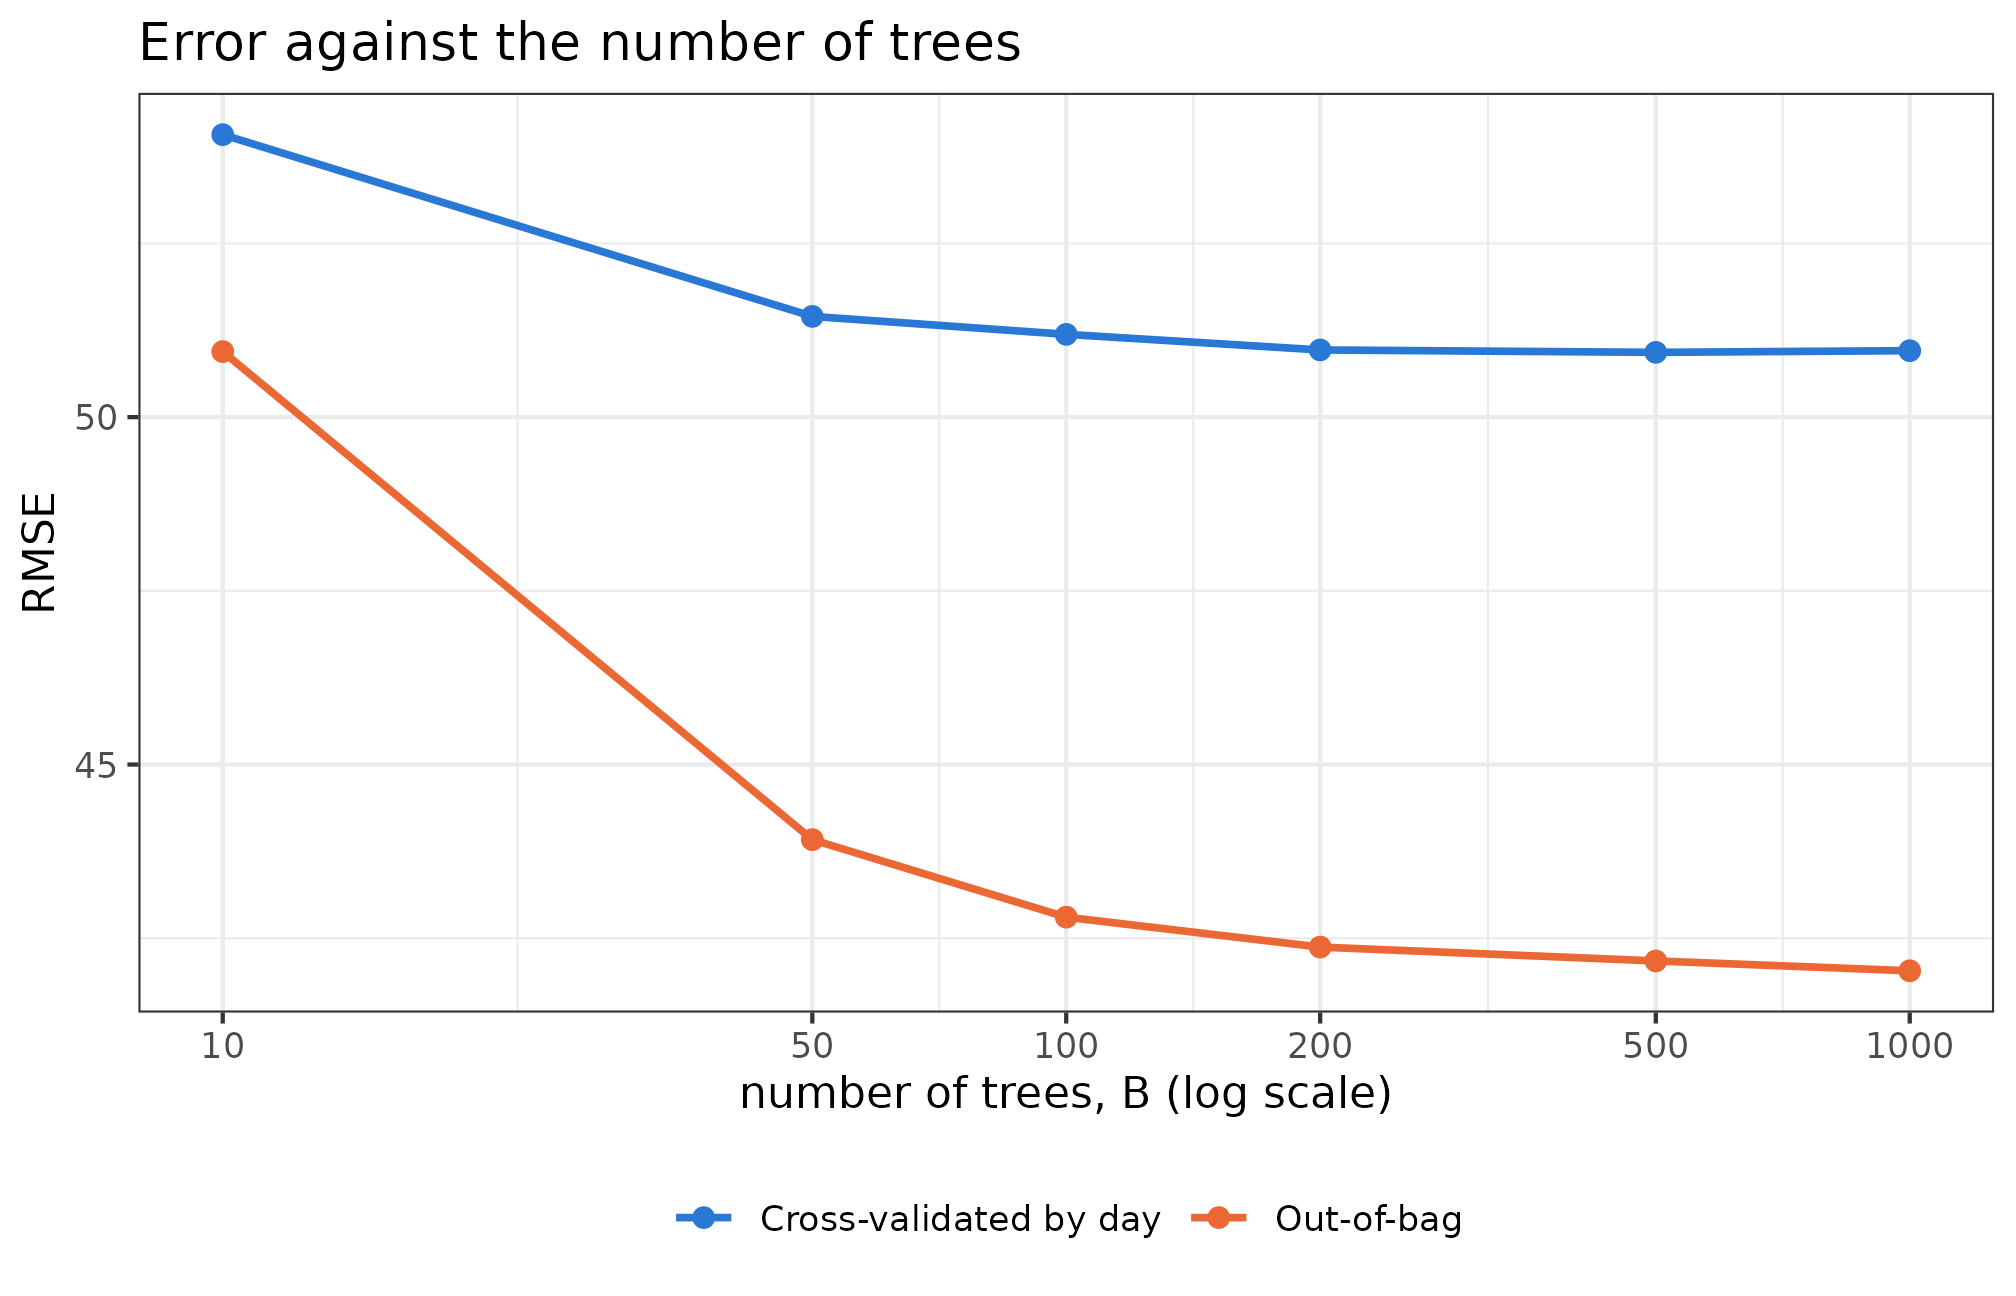 Error against the number of trees
RMSE
50
45
10 50 100 200 500 1000
number of trees, B (log scale)
Cross-validated by day Out-of-bag